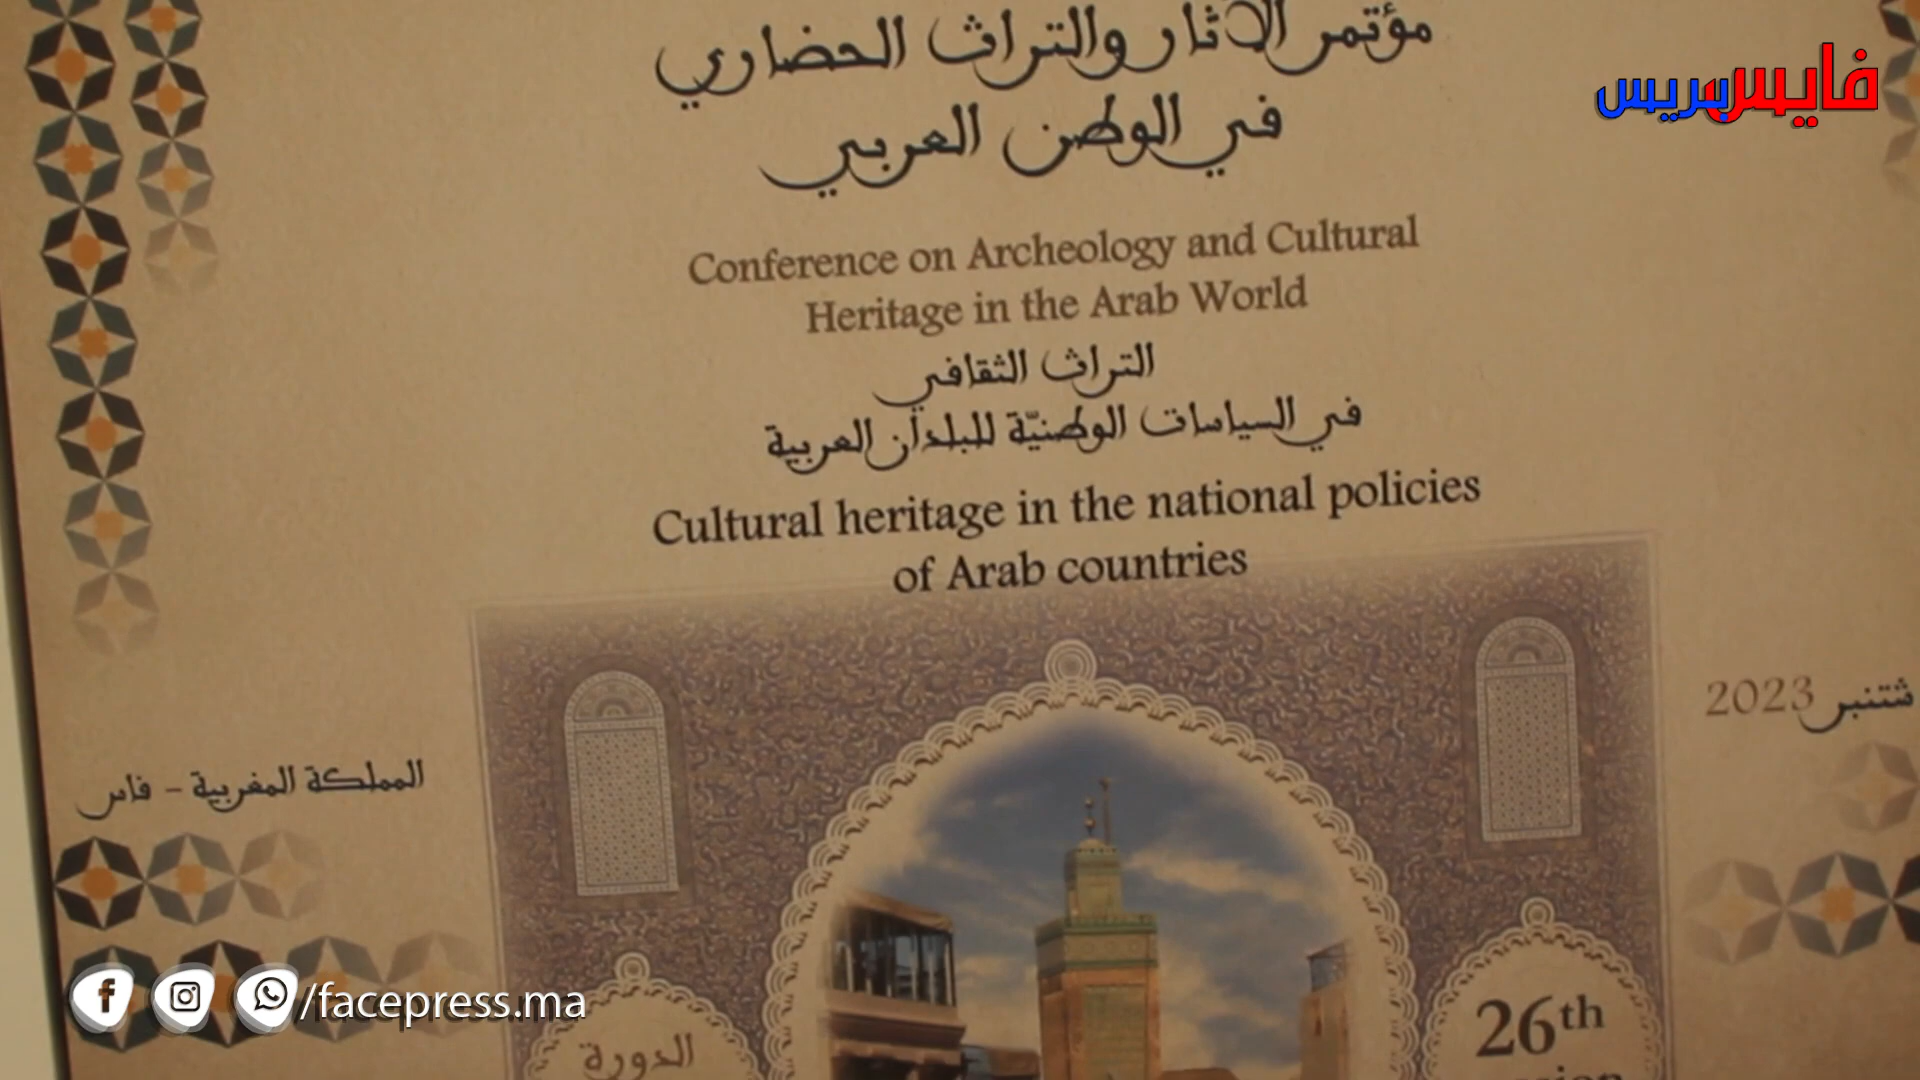 مؤتمر الآثار والتراث الحضاري
في الوطن العربي
فايس بريس
Conference on Archeology and Cultural
Heritage in the Arab World
التراث الثقافي
في السياسات الوطنيّة للبلدان العربية
Cultural heritage in the national policies
of Arab countries
شتنبر 2023
المملكة المغربية - فاس
/facepress.ma
الدورة
26th